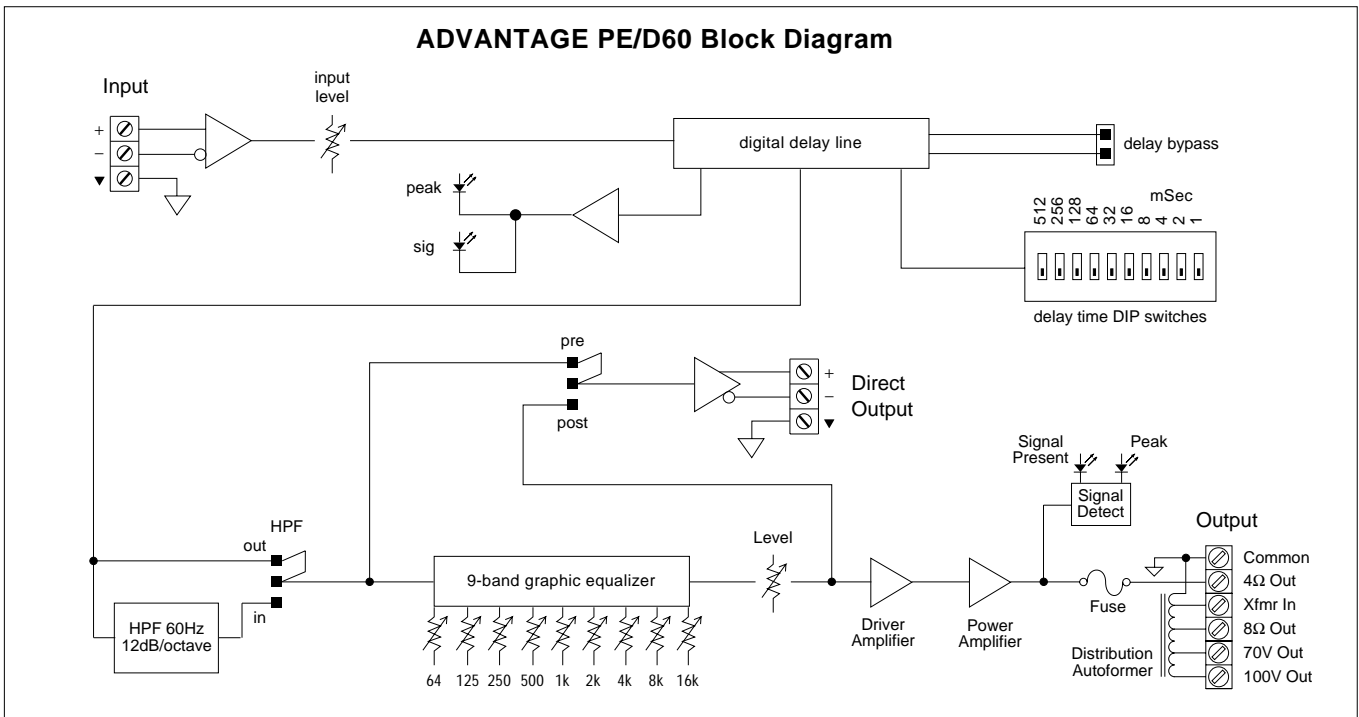 ADVANTAGE PE/D60 Block Diagram
Input
input
level
+
−
▼
digital delay line
delay bypass
peak
sig
mSec
512
256
128
64
32
16
8
4
2
1
delay time DIP switches
pre
post
+
−
▼
Direct
Output
HPF
out
in
HPF 60Hz
12dB/octave
9-band graphic equalizer
64 125 250 500 1k 2k 4k 8k 16k
Level
Driver
Amplifier
Power
Amplifier
Signal
Present
Peak
Signal
Detect
Fuse
Output
Common
4Ω Out
Xfmr In
8Ω Out
70V Out
100V Out
Distribution
Autoformer